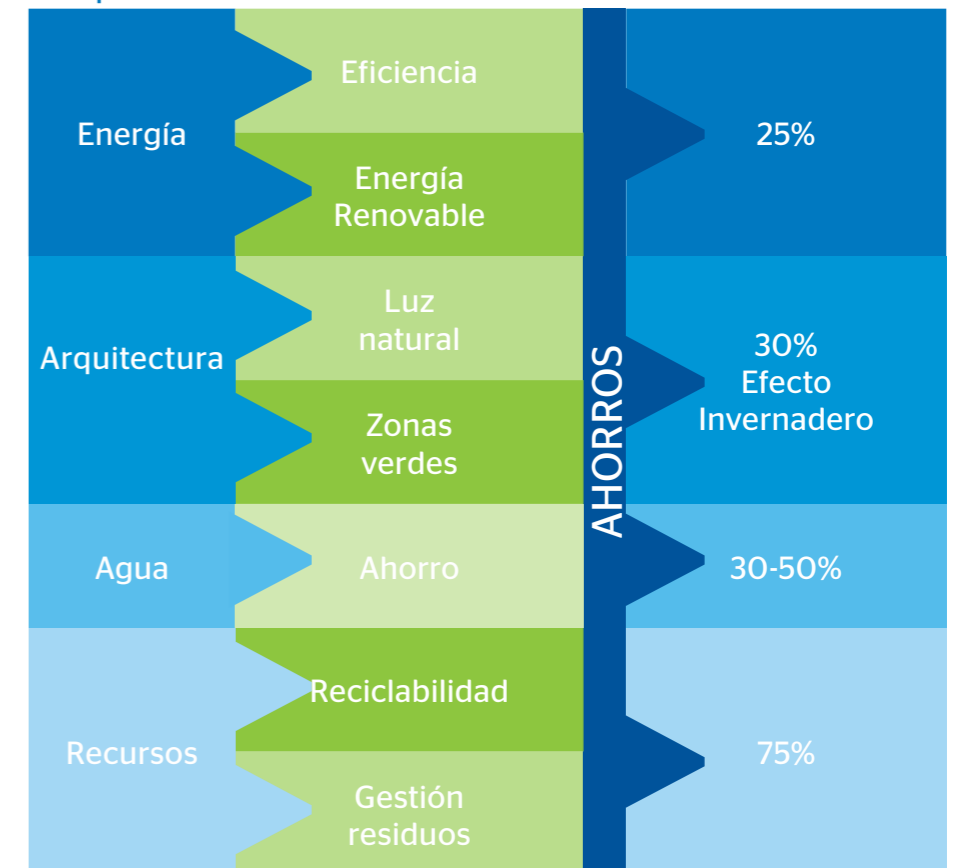 Energía
Eficiencia
Energía
Renovable
25%
Arquitectura
Luz
natural
Zonas
verdes
30%
Efecto
Invernadero
AHORROS
Agua
Ahorro
30-50%
Recursos
Reciclabilidad
Gestión
residuos
75%